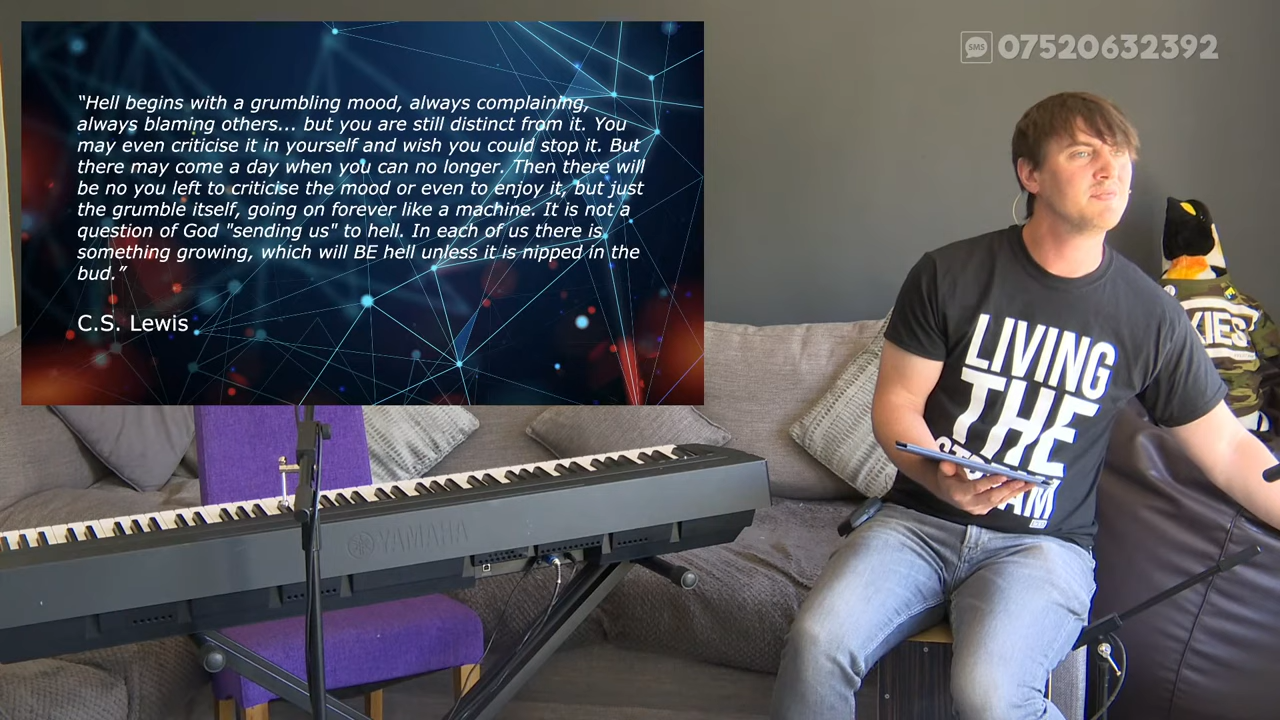 SMS 07520632392
“Hell begins with a grumbling mood, always complaining,
always blaming others... but you are still distinct from it. You
may even criticise it in yourself and wish you could stop it. But
there may come a day when you can no longer. Then there will
be no you left to criticise the mood or even to enjoy it, but just
the grumble itself, going on forever like a machine. It is not a
question of God "sending us" to hell. In each of us there is
something growing, which will BE hell unless it is nipped in the
bud.”
C.S. Lewis
LIVING
THE
AM
YAMAHA